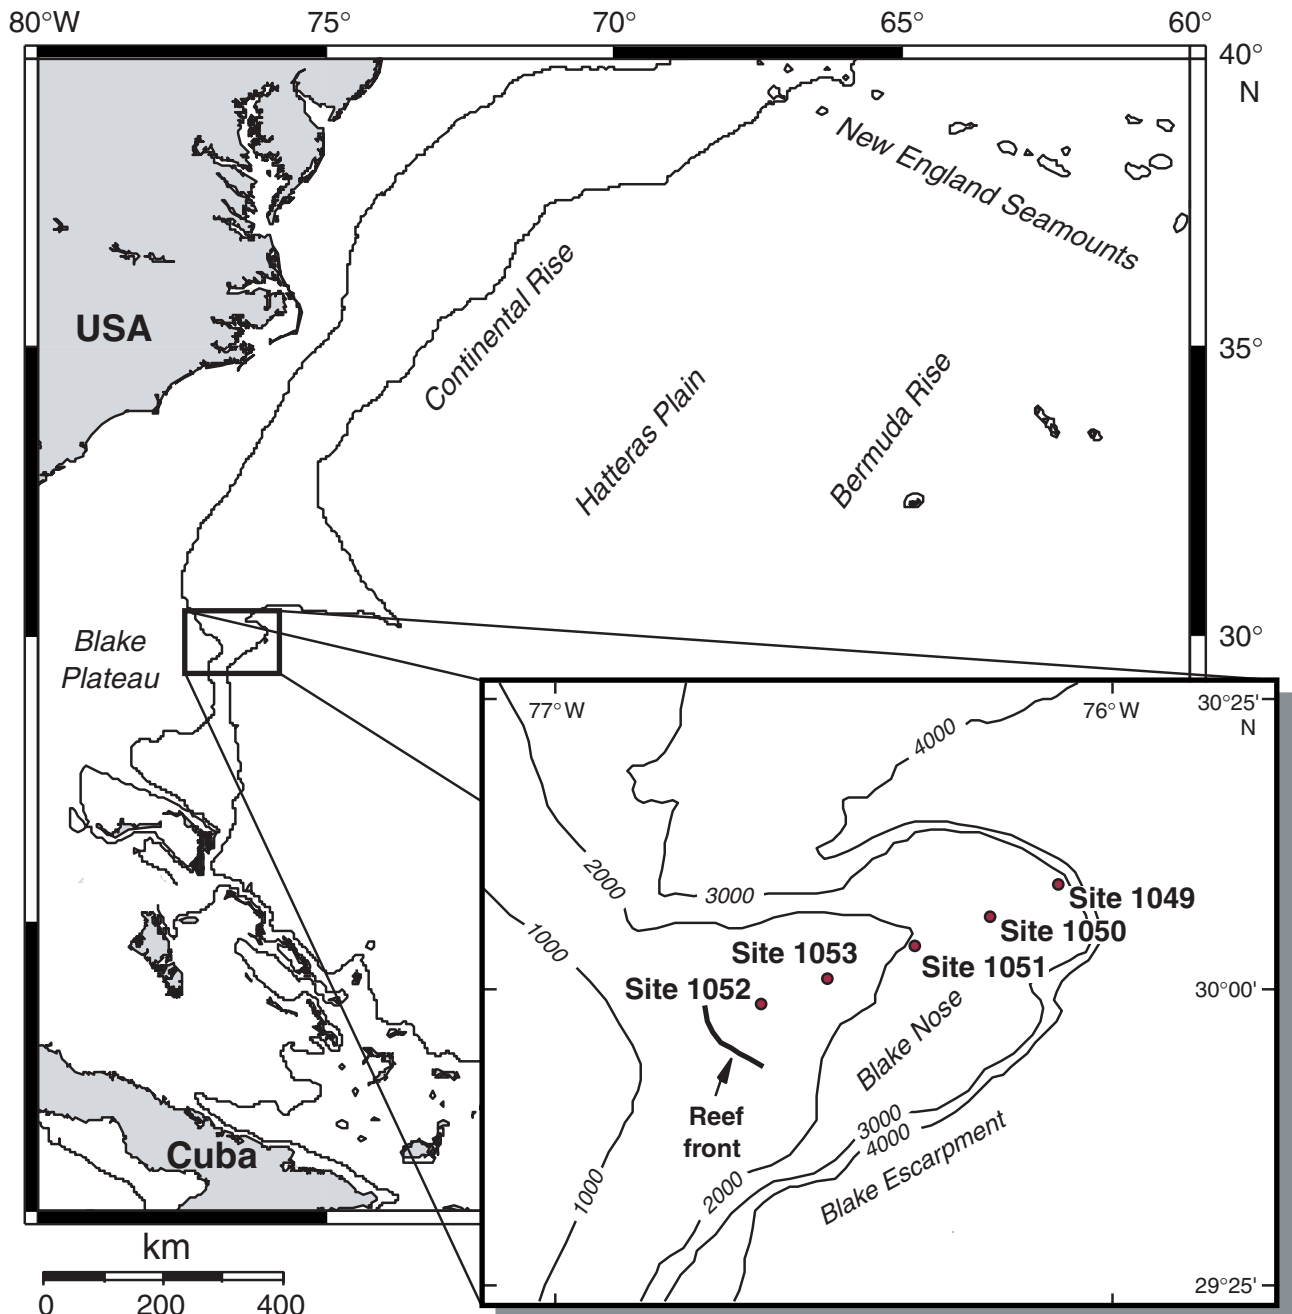 80°W 75° 70° 65° 60°
40°
N
New England Seamounts
Continental Rise
USA
35°
Hatteras Plain
Bermuda Rise
30°
Blake
Plateau
77°W 76°W 30°25'
N
4000
2000
3000
Site 1049
1000
Site 1050
Site 1053
Site 1051
Site 1052
30°00'
Blake Nose
Reef
front
3000
4000
Blake Escarpment
2000
1000
29°25'
Cuba
km
0 200 400